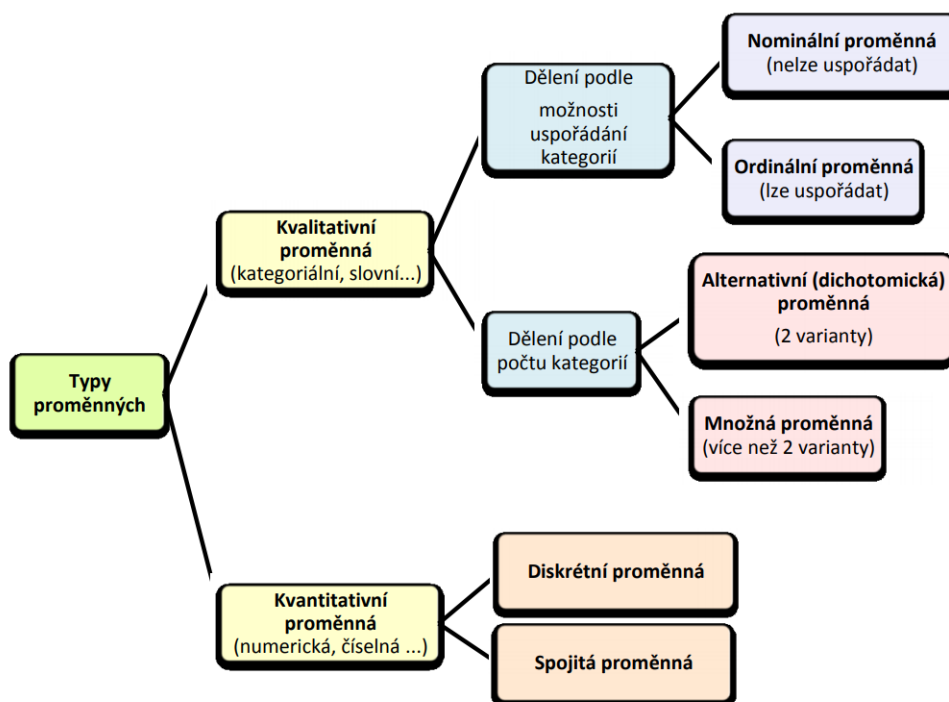 Typy
proměnných
Kvalitativní
proměnná
(kategoriální, slovní...)
Dělení podle
možnosti
uspořádání
kategorií
Nominální proměnná
(nelze uspořádat)
Ordinální proměnná
(lze uspořádat)
Dělení podle
počtu kategorií
Alternativní (dichotomická)
proměnná
(2 varianty)
Množná proměnná
(více než 2 varianty)
Kvantitativní
proměnná
(numerická, číselná ...)
Diskrétní proměnná
Spojitá proměnná